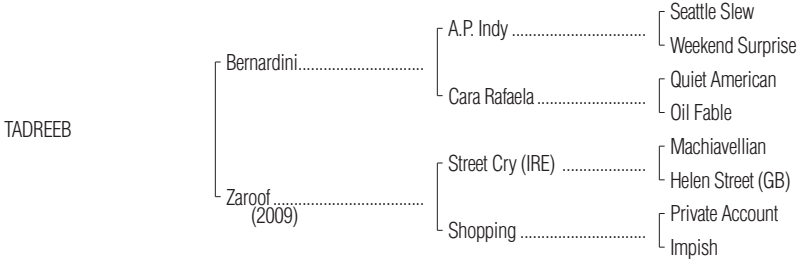 Seattle Slew
A.P. Indy ....................................
Weekend Surprise
Bernardini....................................
Quiet American
Cara Rafaela ...............................
Oil Fable
TADREEB
Machiavellian
Street Cry (IRE) ........................
Helen Street (GB)
Zaroof ...........................................
(2009)
Private Account
Shopping ....................................
Impish